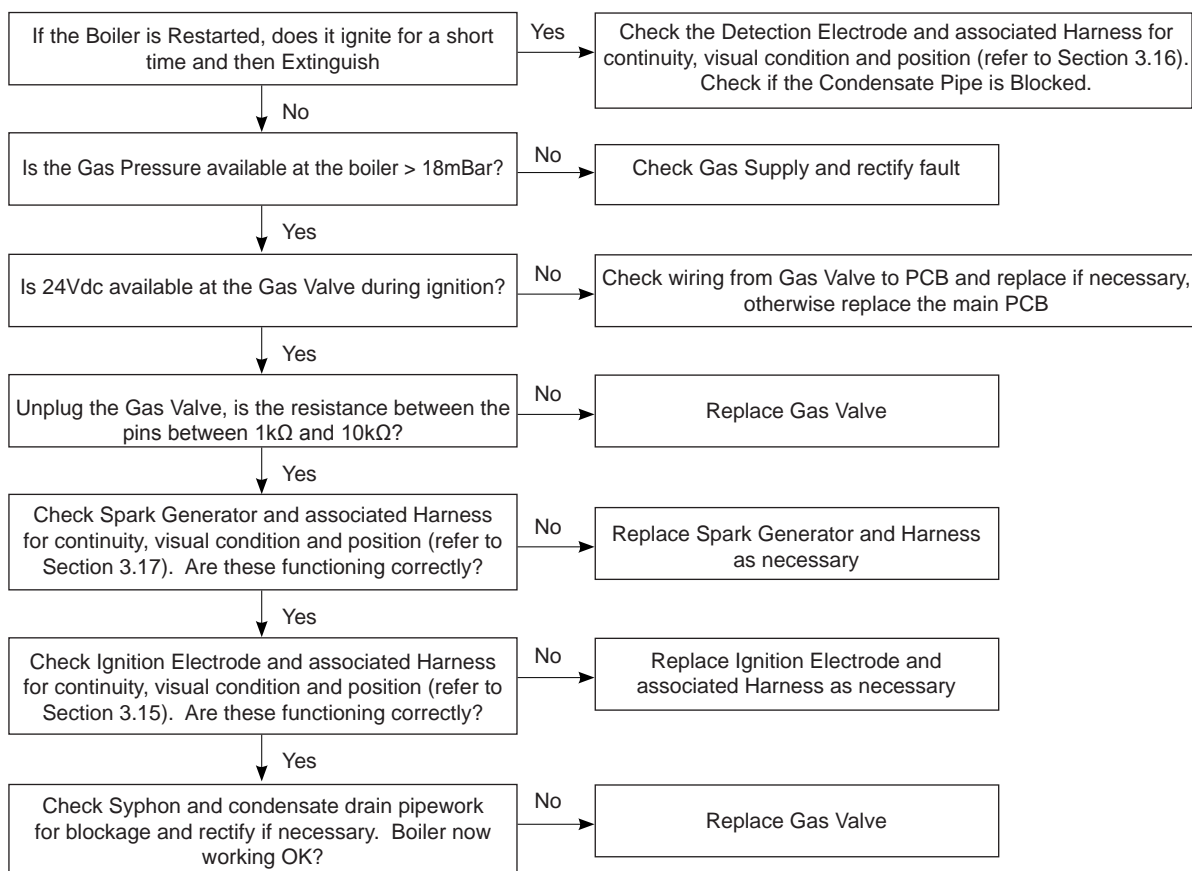 If the Boiler is Restarted, does it ignite for a short
time and then Extinguish
Yes
Check the Detection Electrode and associated Harness for
continuity, visual condition and position (refer to Section 3.16).
Check if the Condensate Pipe is Blocked.
No
Is the Gas Pressure available at the boiler > 18mBar?
No
Check Gas Supply and rectify fault
Yes
Is 24Vdc available at the Gas Valve during ignition?
No
Check wiring from Gas Valve to PCB and replace if necessary,
otherwise replace the main PCB
Yes
Unplug the Gas Valve, is the resistance between the
pins between 1kΩ and 10kΩ?
No
Replace Gas Valve
Yes
Check Spark Generator and associated Harness
for continuity, visual condition and position (refer to
Section 3.17).  Are these functioning correctly?
No
Replace Spark Generator and Harness
as necessary
Yes
Check Ignition Electrode and associated Harness
for continuity, visual condition and position (refer to
Section 3.15).  Are these functioning correctly?
No
Replace Ignition Electrode and
associated Harness as necessary
Yes
Check Syphon and condensate drain pipework
for blockage and rectify if necessary.  Boiler now
working OK?
No
Replace Gas Valve